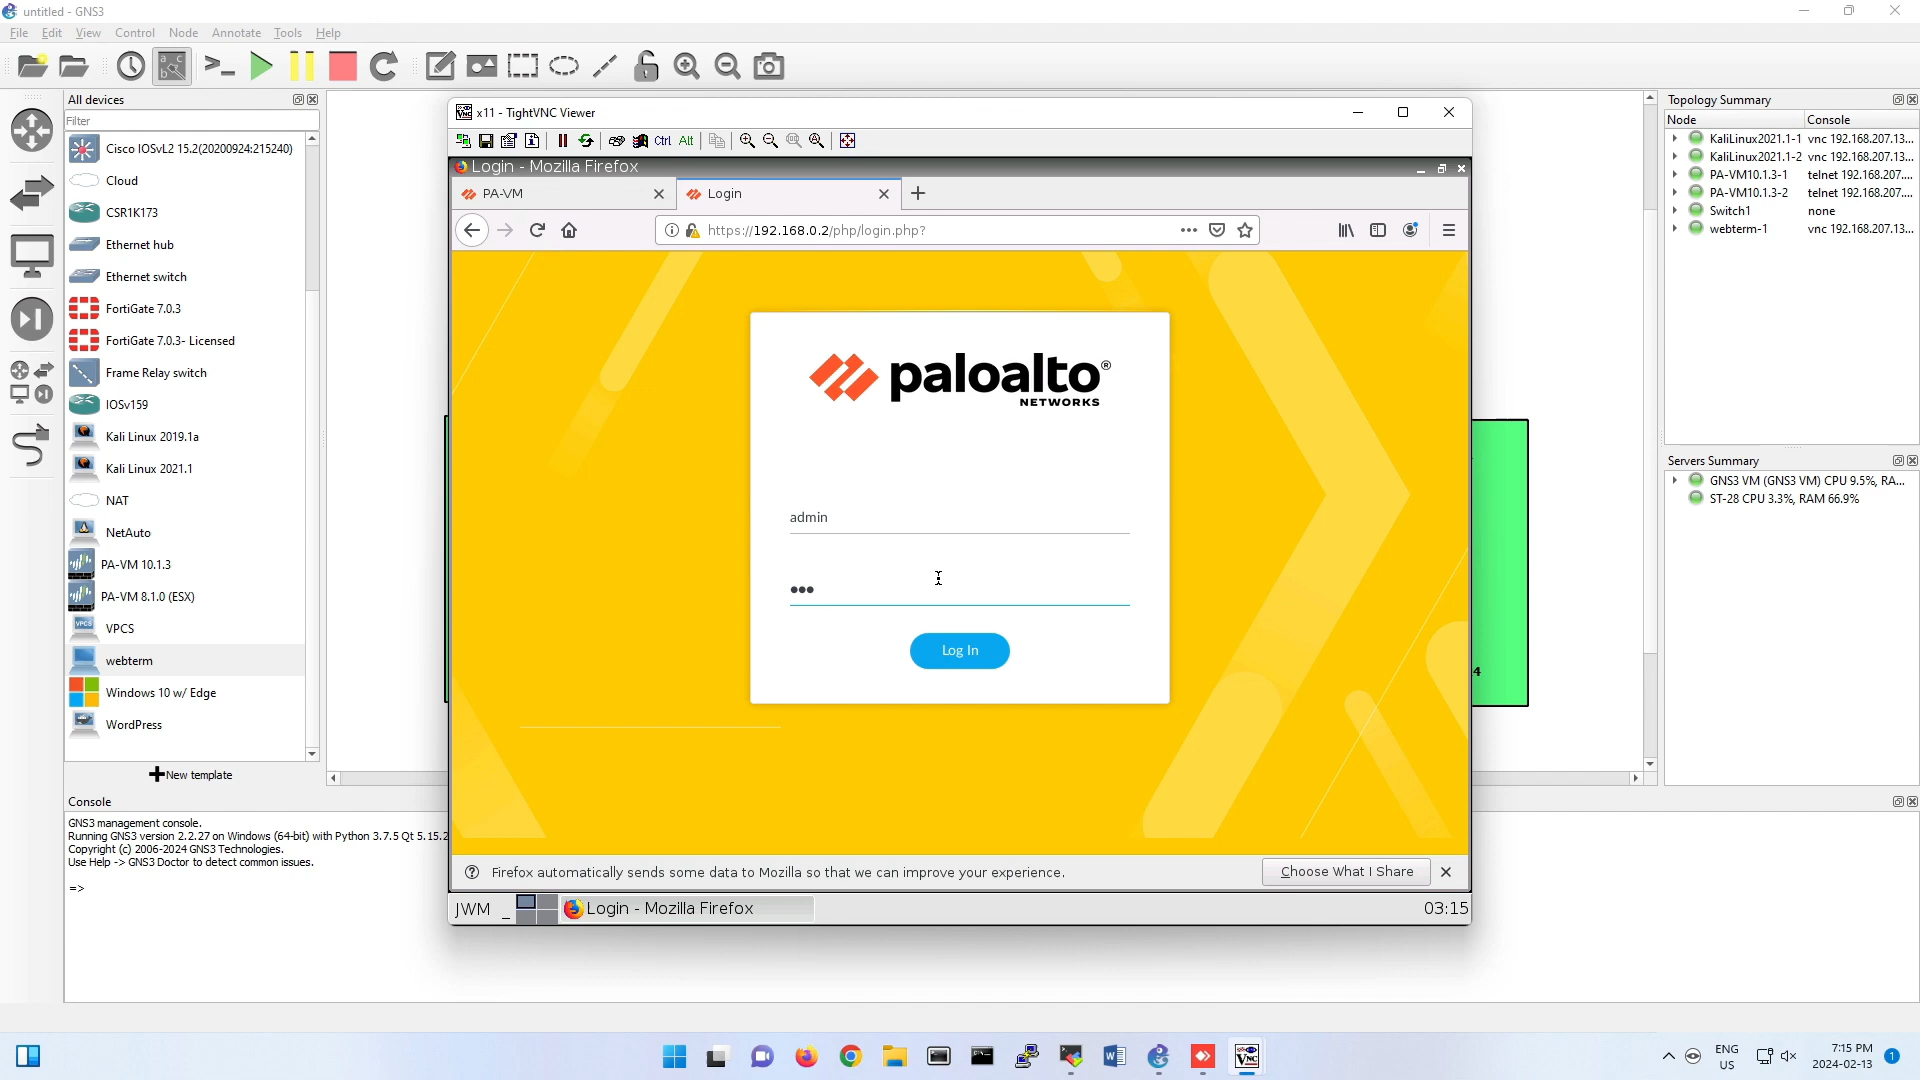 untitled - GNS3
File Edit View Control Node Annotate Tools Help
All devices
Filter
Cisco IOSvL2 15.2(20200924:215240)
Cloud
CSR1K173
Ethernet hub
Ethernet switch
FortiGate 7.0.3
FortiGate 7.0.3- Licensed
Frame Relay switch
IOSv159
Kali Linux 2019.1a
Kali Linux 2021.1
NAT
NetAuto
PA-VM 10.1.3
PA-VM 8.1.0 (ESX)
VPCS
webterm
Windows 10 w/ Edge
WordPress
New template
x11 - TightVNC Viewer
Ctrl Alt
Login - Mozilla Firefox
PA-VM
Login
https://192.168.0.2/php/login.php?
paloalto®
NETWORKS
admin
Log In
Firefox automatically sends some data to Mozilla so that we can improve your experience.
Choose What I Share
JWM
Login - Mozilla Firefox
03:15
4
Topology Summary
Node Console
KaliLinux2021.1-1 vnc 192.168.207.13...
KaliLinux2021.1-2 vnc 192.168.207.13...
PA-VM10.1.3-1 telnet 192.168.207....
PA-VM10.1.3-2 telnet 192.168.207....
Switch1 none
webterm-1 vnc 192.168.207.13...
Servers Summary
GNS3 VM (GNS3 VM) CPU 9.5%, RA...
ST-28 CPU 3.3%, RAM 66.9%
Console
GNS3 management console.
Running GNS3 version 2.2.27 on Windows (64-bit) with Python 3.7.5 Qt 5.15.2
Copyright (c) 2006-2024 GNS3 Technologies.
Use Help -> GNS3 Doctor to detect common issues.
=>
ENG
US
7:15 PM
2024-02-13
1